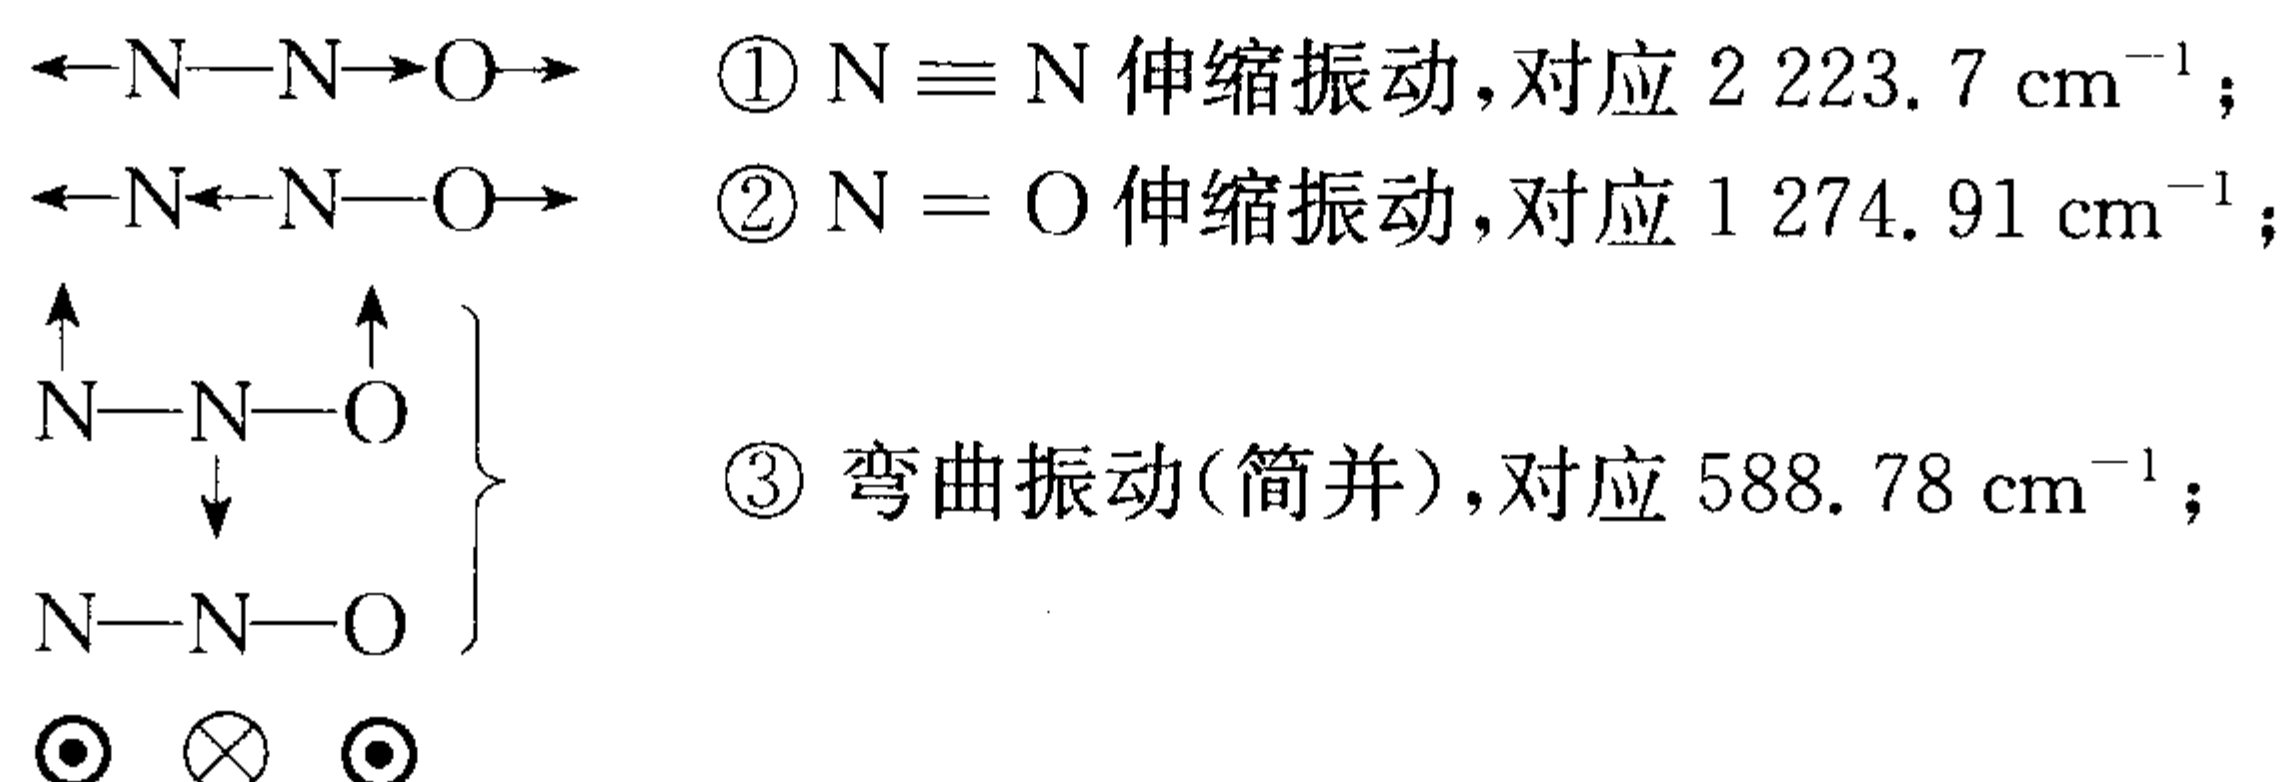 ←N—N→O→ ① N≡N 伸缩振动,对应 2 223.7 cm⁻¹;
←N←N—O→ ② N=O 伸缩振动,对应 1 274.91 cm⁻¹;
N—N—O
③ 弯曲振动(简并),对应 588.78 cm⁻¹;
N—N—O